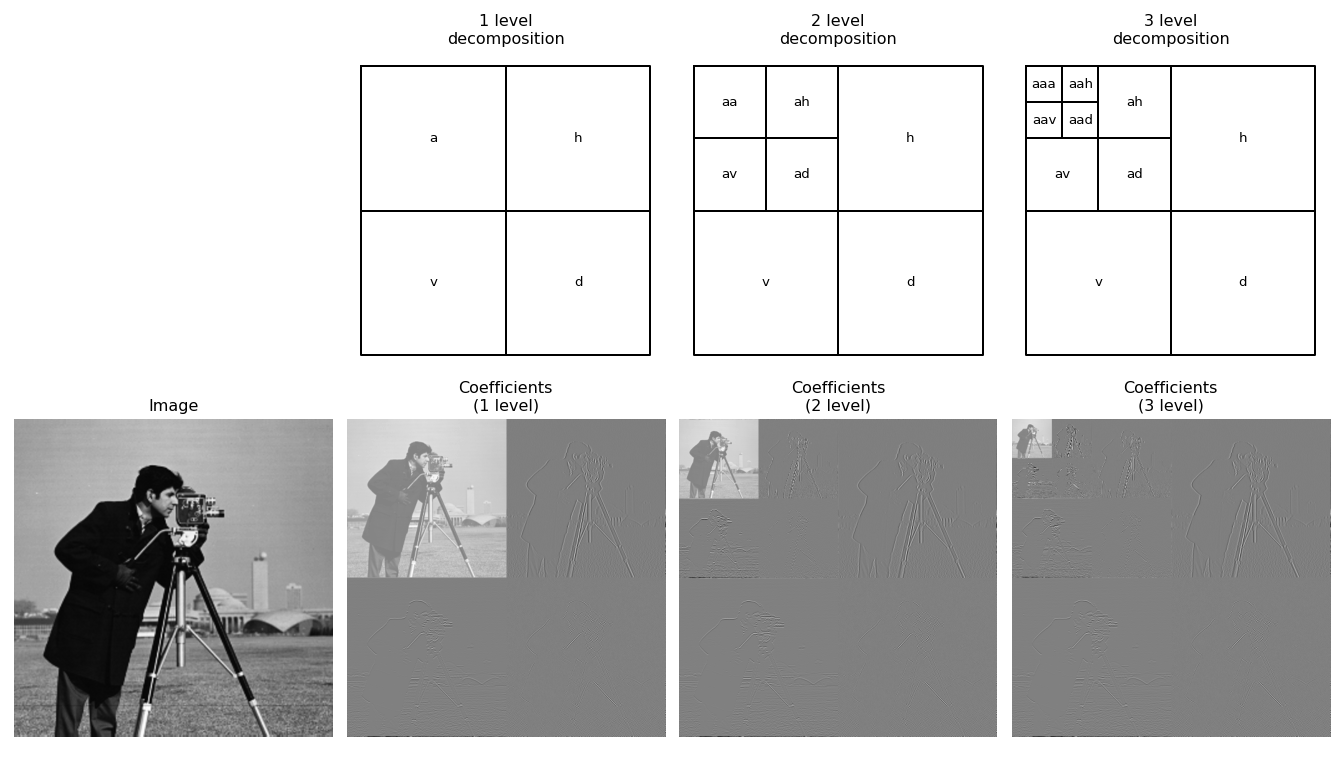 1 level
decomposition
2 level
decomposition
3 level
decomposition
a
h
v
d
aa
ah
av
ad
h
v
d
aaa
aah
aav
aad
ah
av
ad
h
v
d
Image
Coefficients
(1 level)
Coefficients
(2 level)
Coefficients
(3 level)